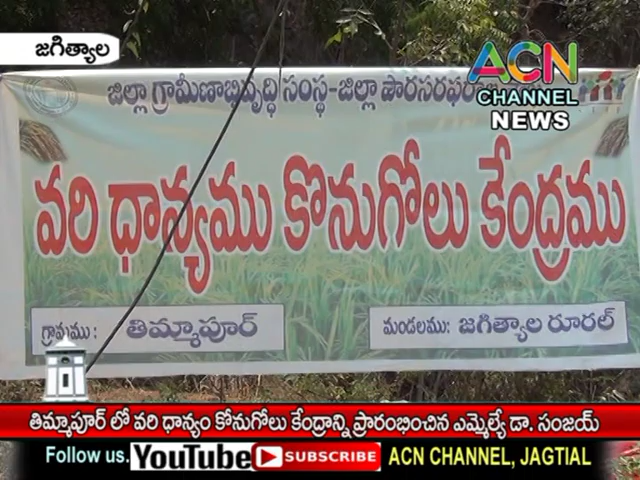 జగిత్యాల
ACN
CHANNEL
NEWS
జిల్లా గ్రామీణాభివృద్ధి సంస్థ-జిల్లా పౌరసరఫరా
వరి ధాన్యము కొనుగోలు కేంద్రము
గ్రామము : తిమ్మాపూర్
మండలము: జగిత్యాల రూరల్
తిమ్మాపూర్ లో వరి ధాన్యం కొనుగోలు కేంద్రాన్ని ప్రారంభించిన ఎమ్మెల్యే డా. సంజయ్
Follow us. YouTube SUBSCRIBE ACN CHANNEL, JAGTIAL